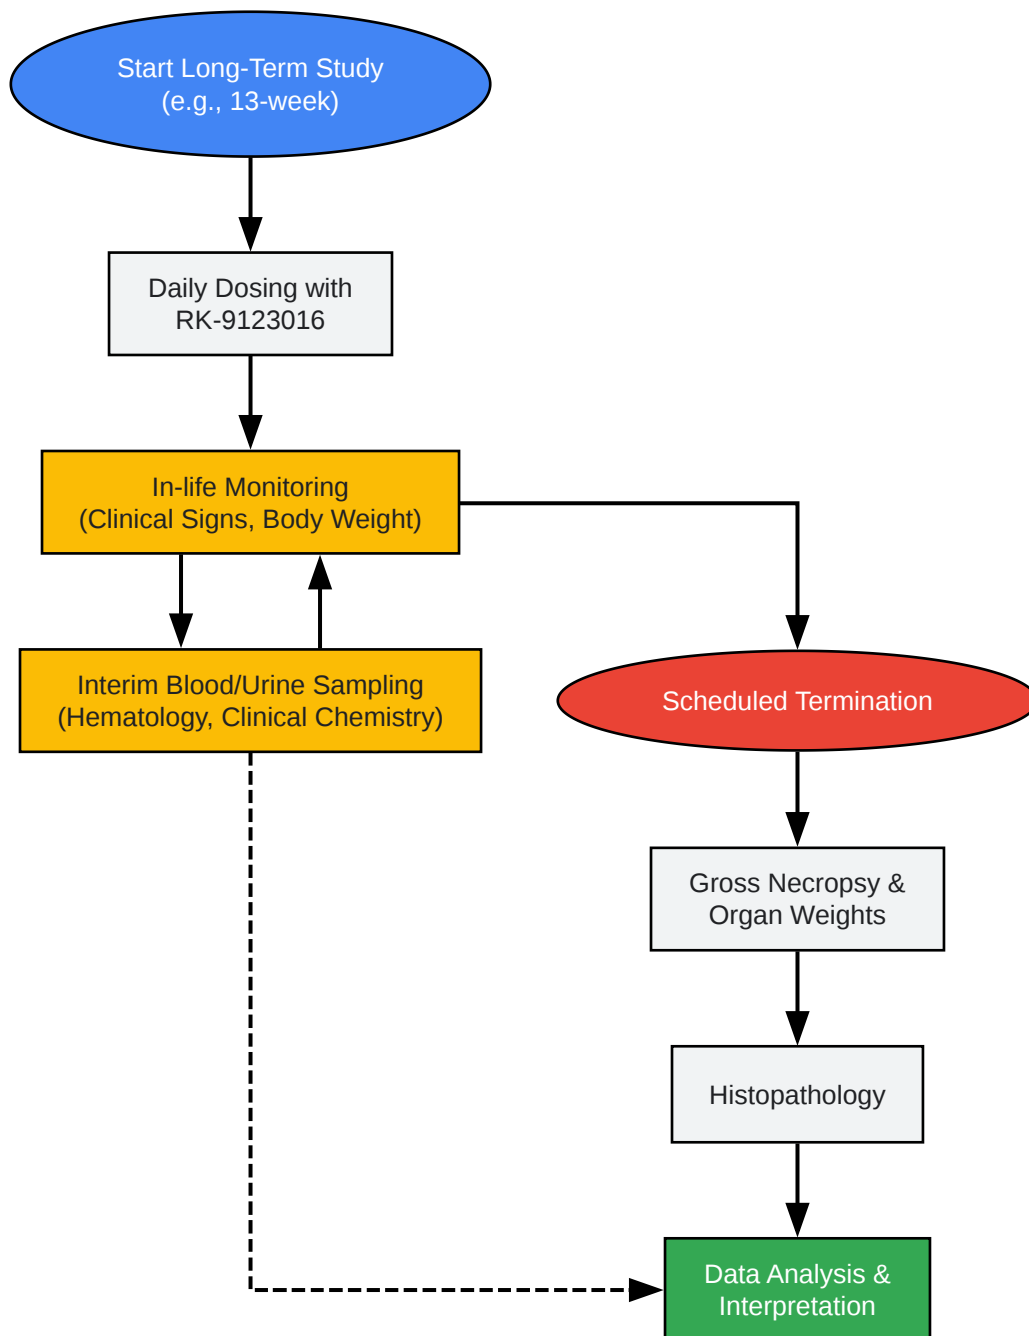 Start Long-Term Study
(e.g., 13-week)
Daily Dosing with
RK-9123016
In-life Monitoring
(Clinical Signs, Body Weight)
Interim Blood/Urine Sampling
(Hematology, Clinical Chemistry)
Scheduled Termination
Gross Necropsy &
Organ Weights
Histopathology
Data Analysis &
Interpretation